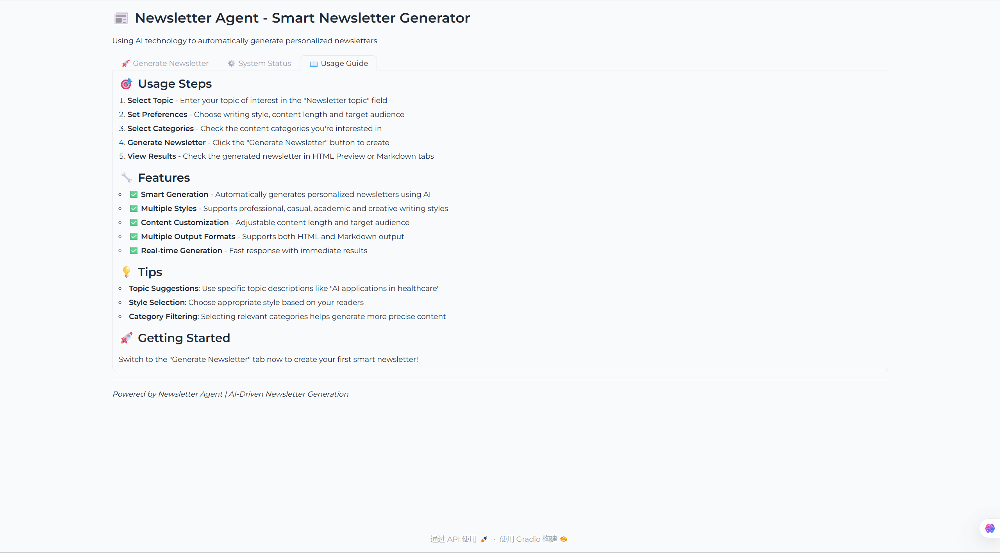 Newsletter Agent - Smart Newsletter Generator
Using AI technology to automatically generate personalized newsletters
Generate Newsletter
System Status
Usage Guide
Usage Steps
1. Select Topic - Enter your topic of interest in the "Newsletter topic" field
2. Set Preferences - Choose writing style, content length and target audience
3. Select Categories - Check the content categories you're interested in
4. Generate Newsletter - Click the "Generate Newsletter" button to create
5. View Results - Check the generated newsletter in HTML Preview or Markdown tabs
Features
Smart Generation - Automatically generates personalized newsletters using AI
Multiple Styles - Supports professional, casual, academic and creative writing styles
Content Customization - Adjustable content length and target audience
Multiple Output Formats - Supports both HTML and Markdown output
Real-time Generation - Fast response with immediate results
Tips
Topic Suggestions: Use specific topic descriptions like "AI applications in healthcare"
Style Selection: Choose appropriate style based on your readers
Category Filtering: Selecting relevant categories helps generate more precise content
Getting Started
Switch to the "Generate Newsletter" tab now to create your first smart newsletter!
Powered by Newsletter Agent | AI-Driven Newsletter Generation
通过 API 使用 · 使用 Gradio 构建